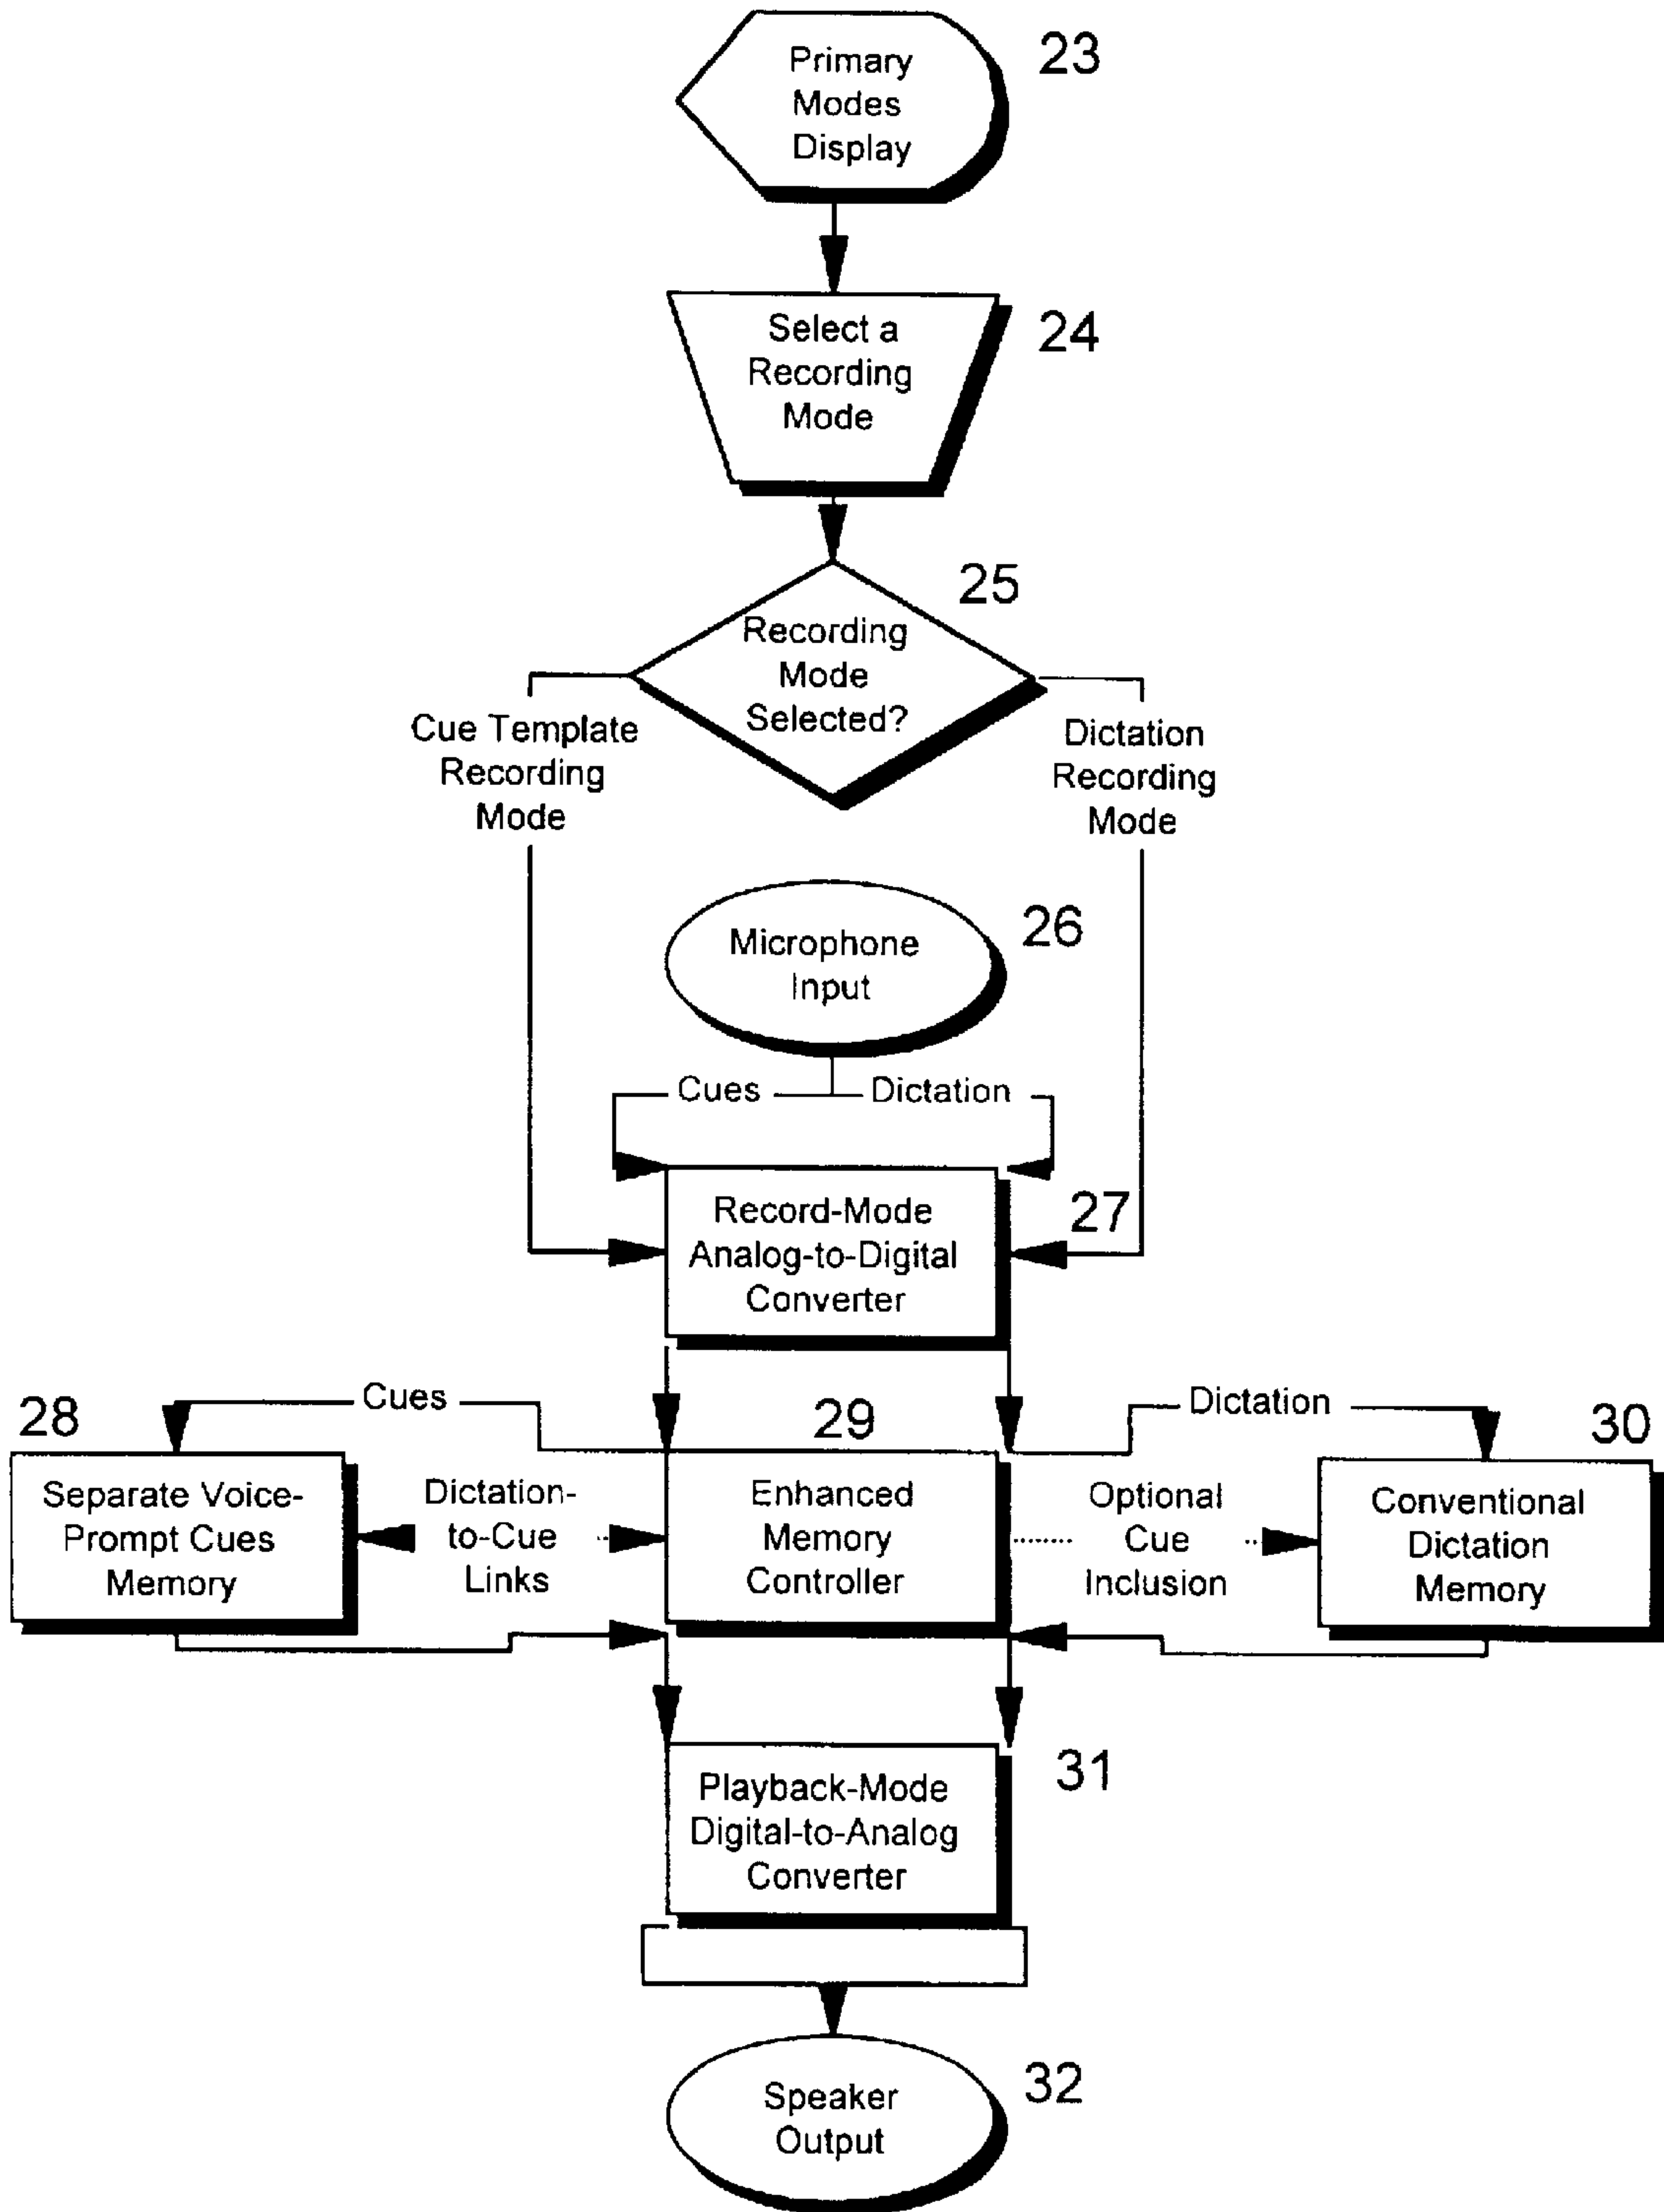 Primary
Modes
Display
23
Select a
Recording
Mode
24
25
Recording
Mode
Selected?
Cue Template
Recording
Mode
Dictation
Recording
Mode
Microphone
Input
26
Cues
Dictation
Record-Mode
Analog-to-Digital
Converter
27
28
Cues
29
Dictation
30
Separate Voice-
Prompt Cues
Memory
Dictation-
to-Cue
Links
Enhanced
Memory
Controller
Optional
Cue
Inclusion
Conventional
Dictation
Memory
Playback-Mode
Digital-to-Analog
Converter
31
Speaker
Output
32